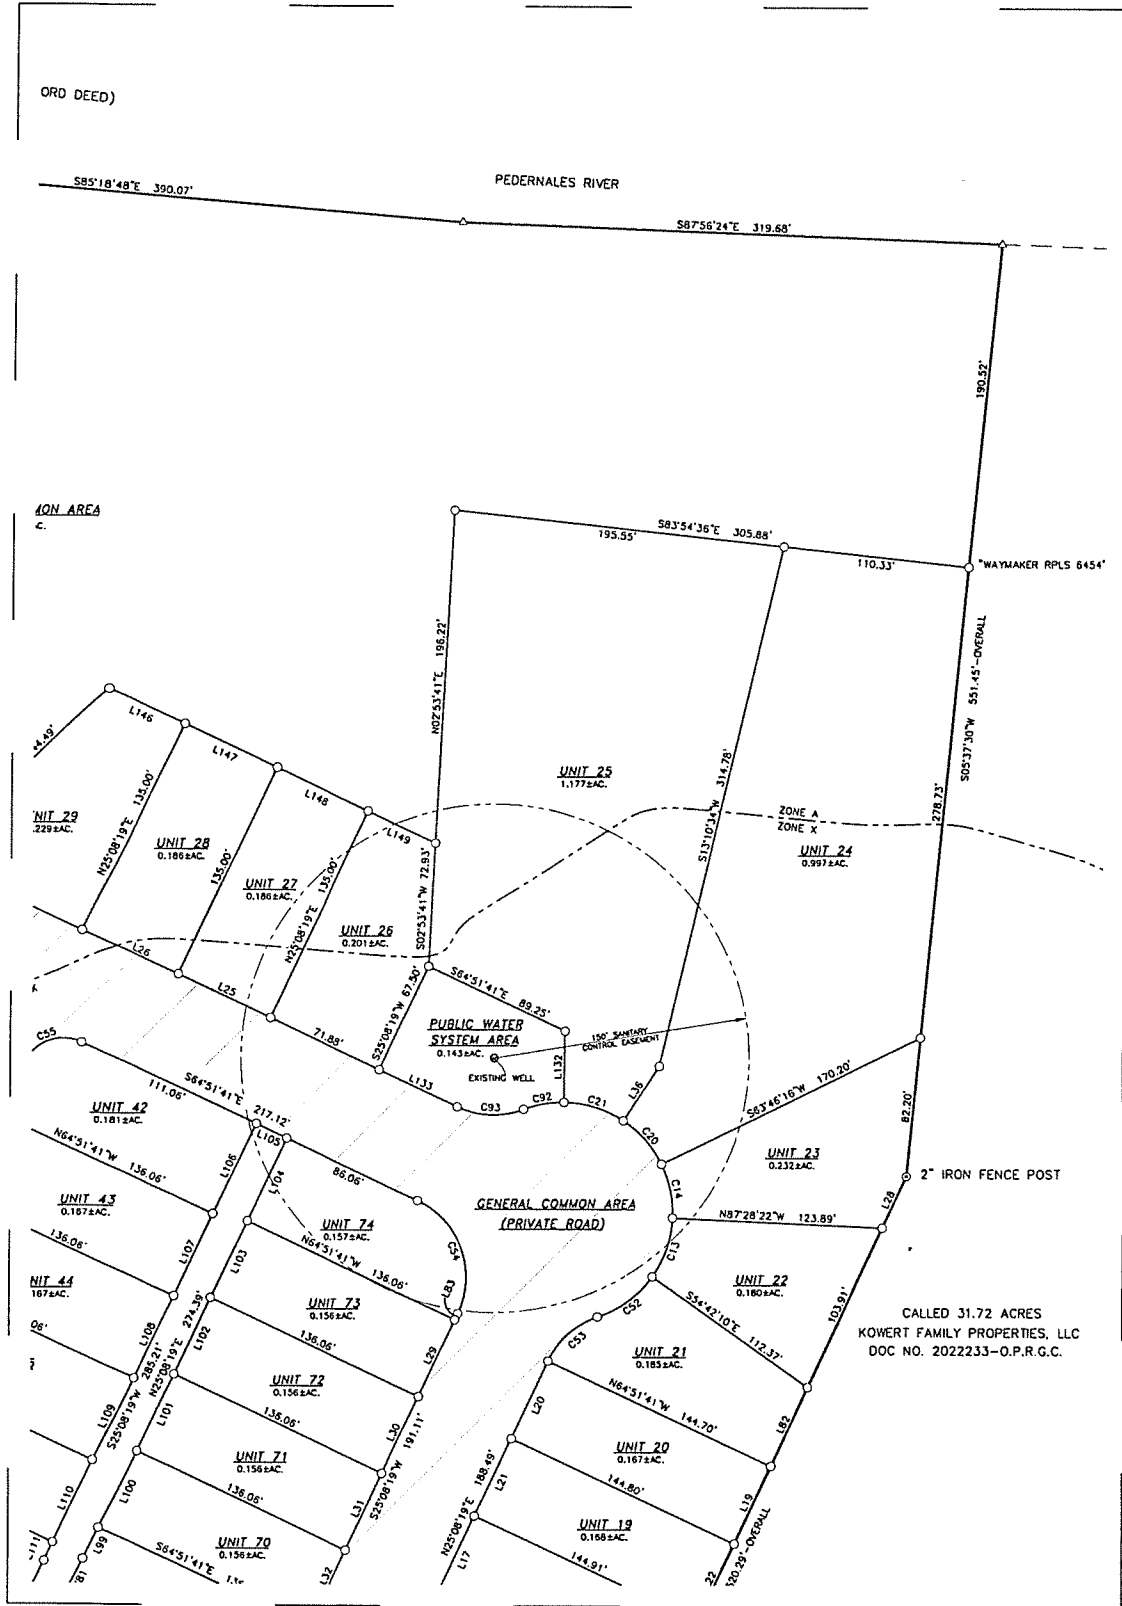 ORD DEED)
S85°18'48"E 390.07'
PEDERNALES RIVER
S87°56'24"E 319.68'
190.52'
AREA
C.
S83°54'36"E 305.88'
195.55'
110.33'
"WAYMAKER RPLS 6454"
N02°53'41"E 196.22'
S05°37'30"W 551.45'-OVERALL
278.73'
S13°10'34"W 314.78'
L146
L147
L148
L149
UNIT 25
1.177±AC.
ZONE A
ZONE X
UNIT 24
0.997±AC.
NIT 29
.229±AC.
N25°08'19"E 135.00'
UNIT 28
0.186±AC.
135.00'
UNIT 27
0.186±AC.
N25°08'19"E 135.00'
UNIT 26
0.201±AC.
S02°53'41"W 72.93'
L26
L25
71.88'
S25°08'19"W 67.50'
S64°51'41"E 89.25'
PUBLIC WATER
SYSTEM AREA
0.143±AC.
EXISTING WELL
150' SANITARY
CONTROL EASEMENT
L132
L133
C93
C92
C21
L36
C20
S63°46'16"W 170.20'
82.20'
C55
S64°51'41"E 217.12'
111.06'
L105
86.06'
UNIT 42
0.181±AC.
N64°51'41"W 136.06'
L106
L104
UNIT 23
0.232±AC.
C14
2" IRON FENCE POST
L28
N87°28'22"W 123.89'
GENERAL COMMON AREA
(PRIVATE ROAD)
UNIT 43
0.167±AC.
136.06'
L107
L103
UNIT 74
0.157±AC.
N64°51'41"W 136.06'
C54
L83
C13
C52
C53
UNIT 22
0.180±AC.
S54°42'10"E 112.37'
103.91'
NIT 44
167±AC.
06'
L108
S25°08'19"W 285.21'
N25°08'19"E 274.39'
L102
UNIT 73
0.156±AC.
136.06'
L29
CALLED 31.72 ACRES
KOWERT FAMILY PROPERTIES, LLC
DOC NO. 2022233-O.P.R.G.C.
UNIT 21
0.185±AC.
N64°51'41"W 144.70'
L82
UNIT 72
0.156±AC.
136.06'
L30
S25°08'19"W 191.11'
L20
L109
L101
UNIT 71
0.156±AC.
136.06'
L31
UNIT 20
0.167±AC.
144.80'
L21
N25°08'19"E 188.49'
L19
L110
L100
UNIT 70
0.156±AC.
S64°51'41"E
L32
L17
UNIT 19
0.168±AC.
144.91'
520.29'-OVERALL
22
L111
L99
81